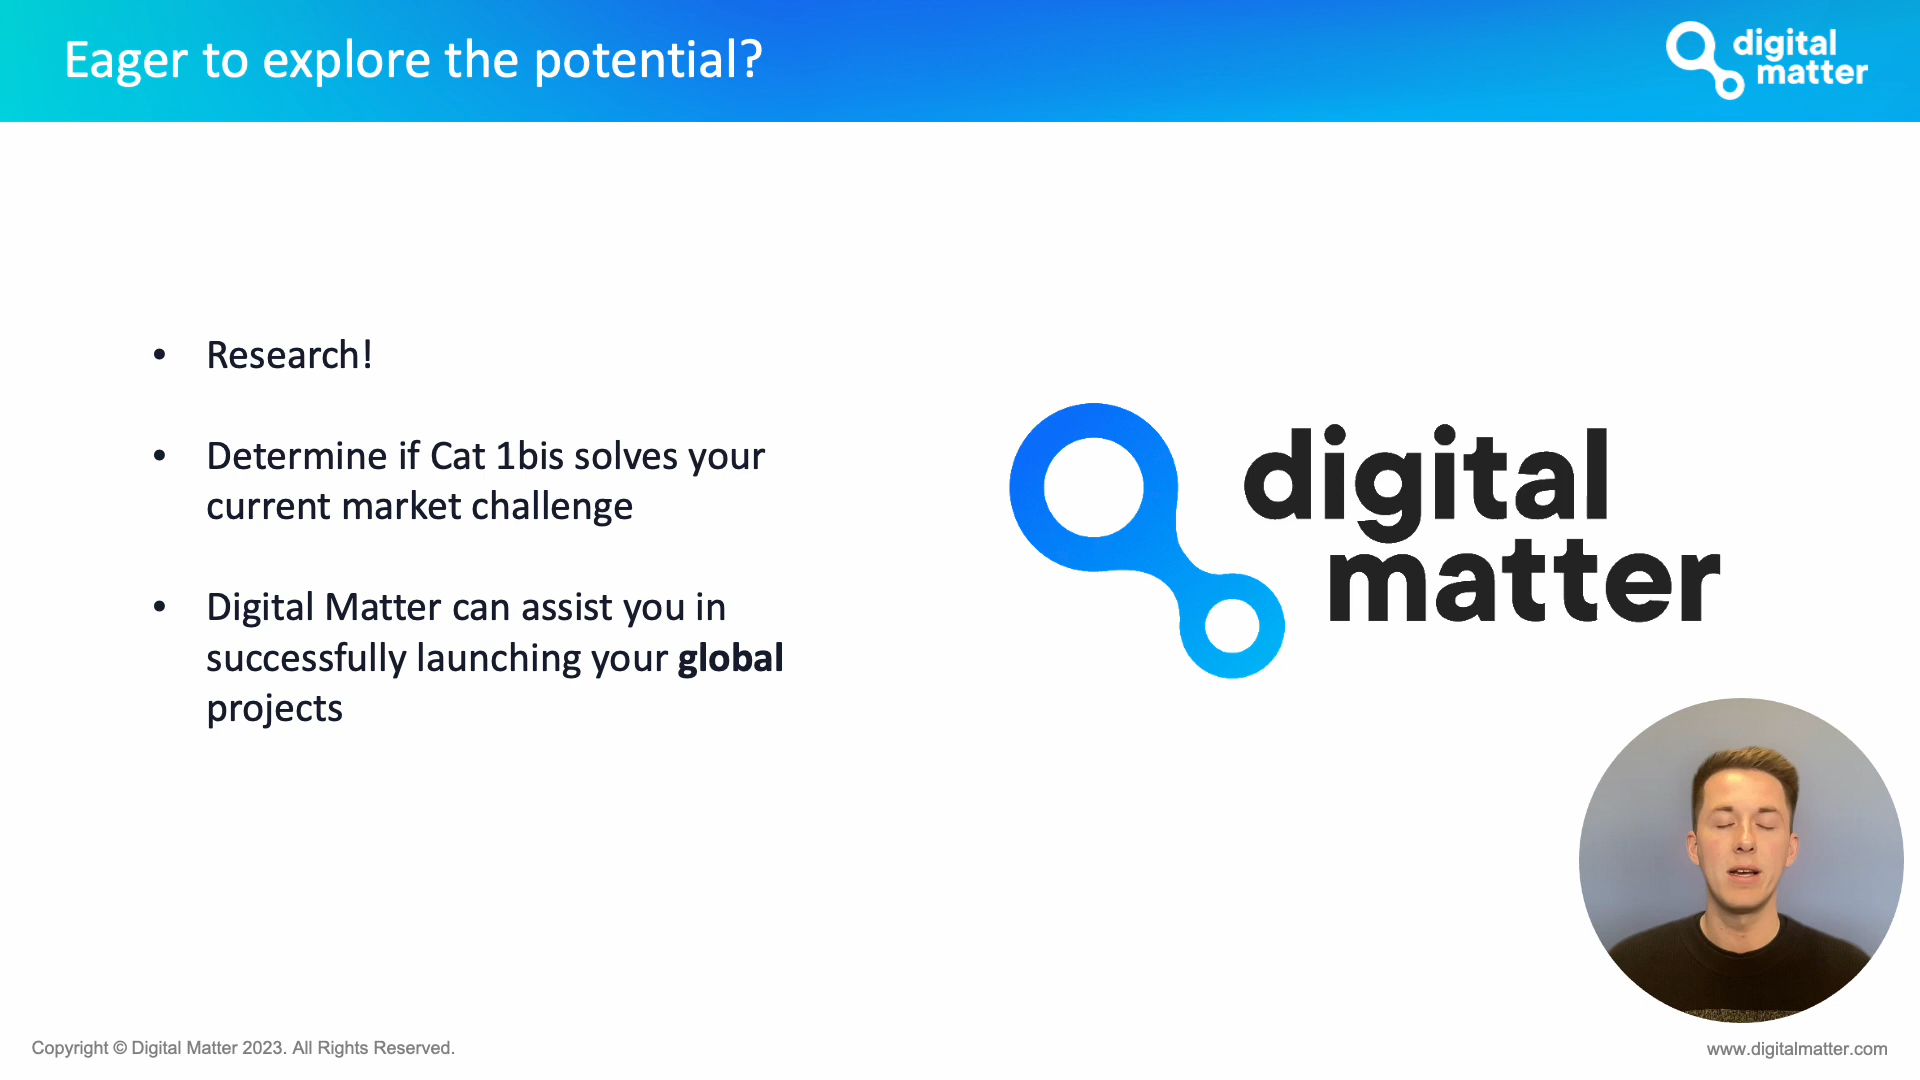 Eager to explore the potential?
digital
matter
• Research!
• Determine if Cat 1bis solves your
current market challenge
• Digital Matter can assist you in
successfully launching your global
projects
digital
matter
Copyright © Digital Matter 2023. All Rights Reserved.
www.digitalmatter.com